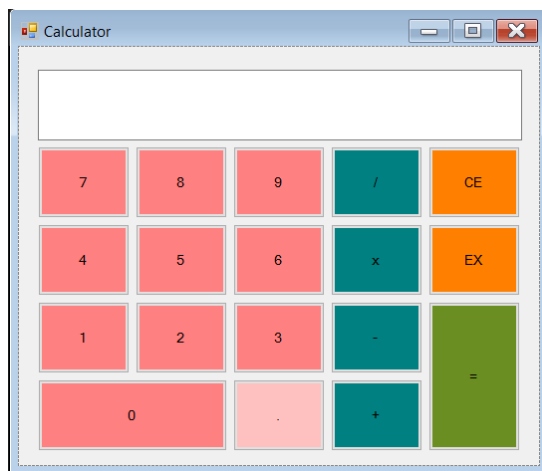 Calculator
7 8 9 / CE
4 5 6 x EX
1 2 3 -
=
0 . +